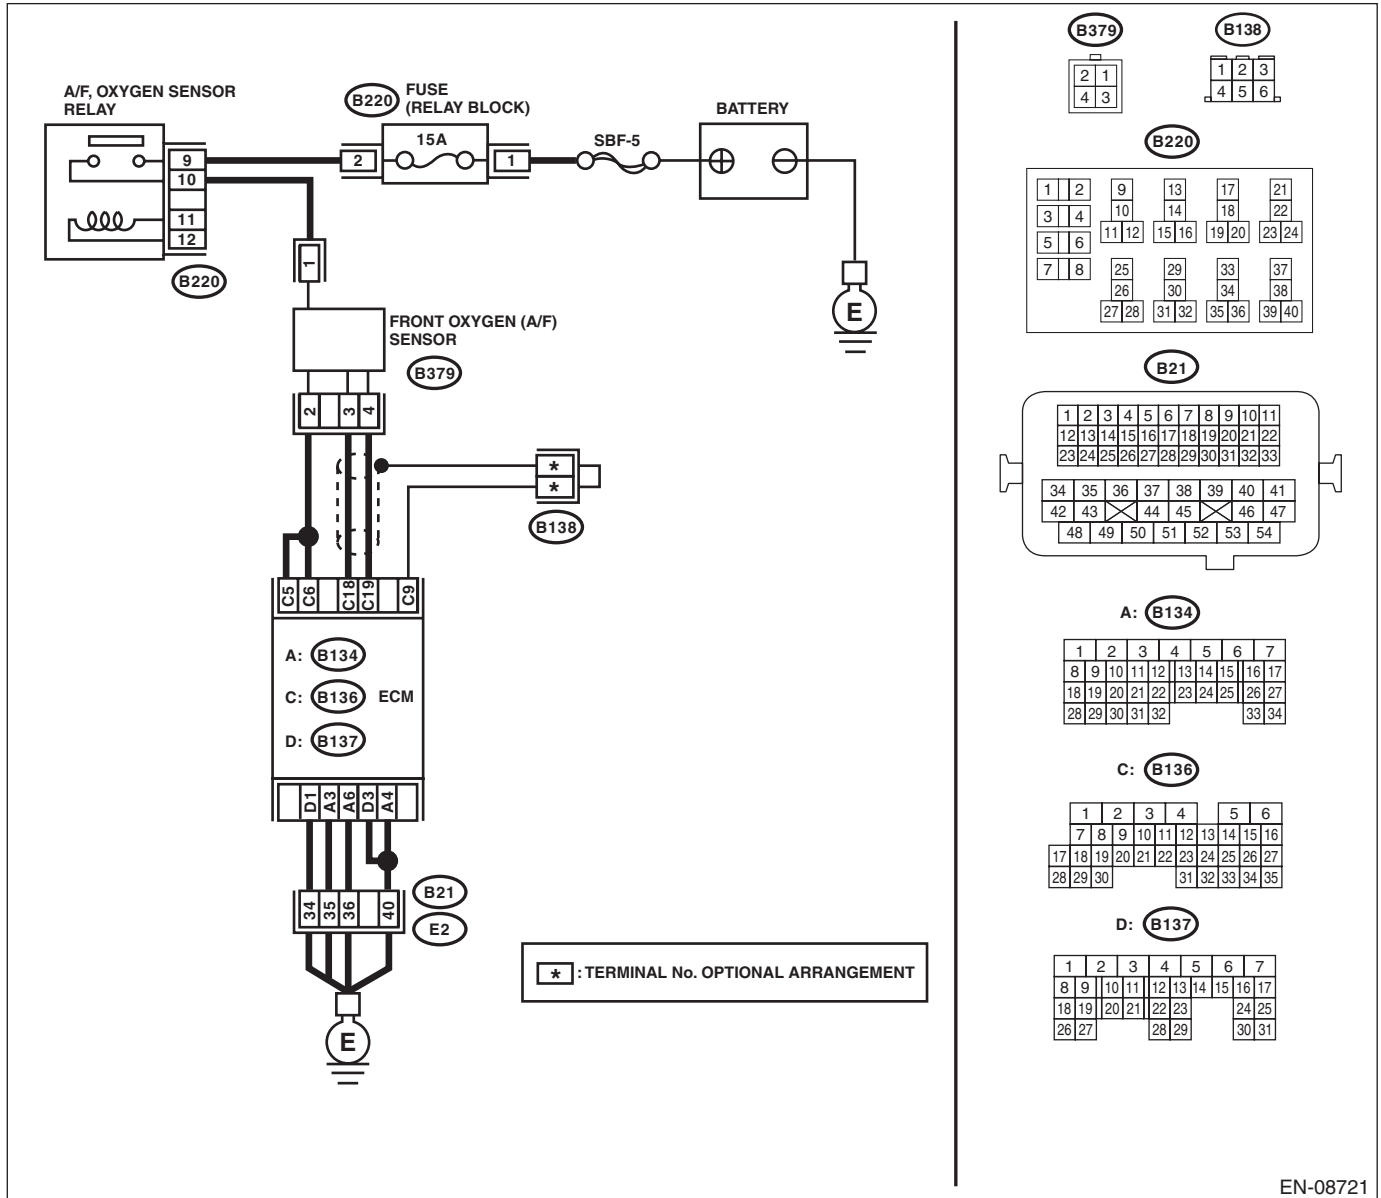 A/F, OXYGEN SENSOR
RELAY
B220
FUSE
(RELAY BLOCK)
15A
SBF-5
BATTERY
9
10
11
12
2
1
B220
1
E
FRONT OXYGEN (A/F)
SENSOR
B379
2 3 4
*
*
B138
C5 C6 C18 C19 C9
A: B134
C: B136 ECM
D: B137
D1 A3 A6 D3 A4
34 35 36 40
B21
E2
E
* : TERMINAL No. OPTIONAL ARRANGEMENT
B379
2 1
4 3
B138
1 2 3
4 5 6
B220
1 2 9 13 17 21
3 4 10 14 18 22
5 6 11 12 15 16 19 20 23 24
7 8 25 29 33 37
26 30 34 38
27 28 31 32 35 36 39 40
B21
1 2 3 4 5 6 7 8 9 10 11
12 13 14 15 16 17 18 19 20 21 22
23 24 25 26 27 28 29 30 31 32 33
34 35 36 37 38 39 40 41
42 43 44 45 46 47
48 49 50 51 52 53 54
A: B134
1 2 3 4 5 6 7
8 9 10 11 12 13 14 15 16 17
18 19 20 21 22 23 24 25 26 27
28 29 30 31 32 33 34
C: B136
1 2 3 4 5 6
7 8 9 10 11 12 13 14 15 16
17 18 19 20 21 22 23 24 25 26 27
28 29 30 31 32 33 34 35
D: B137
1 2 3 4 5 6 7
8 9 10 11 12 13 14 15 16 17
18 19 20 21 22 23 24 25
26 27 28 29 30 31
EN-08721